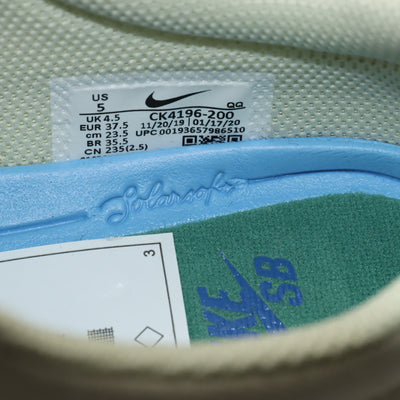 US
5
UK 4.5
EUR 37.5
cm 23.5
BR 35.5
CN 235(2.5)
QQ
CK4196-200
11/20/19 01/17/20
UPC 00193657986510
Solarsoft
3
NIKE
SB